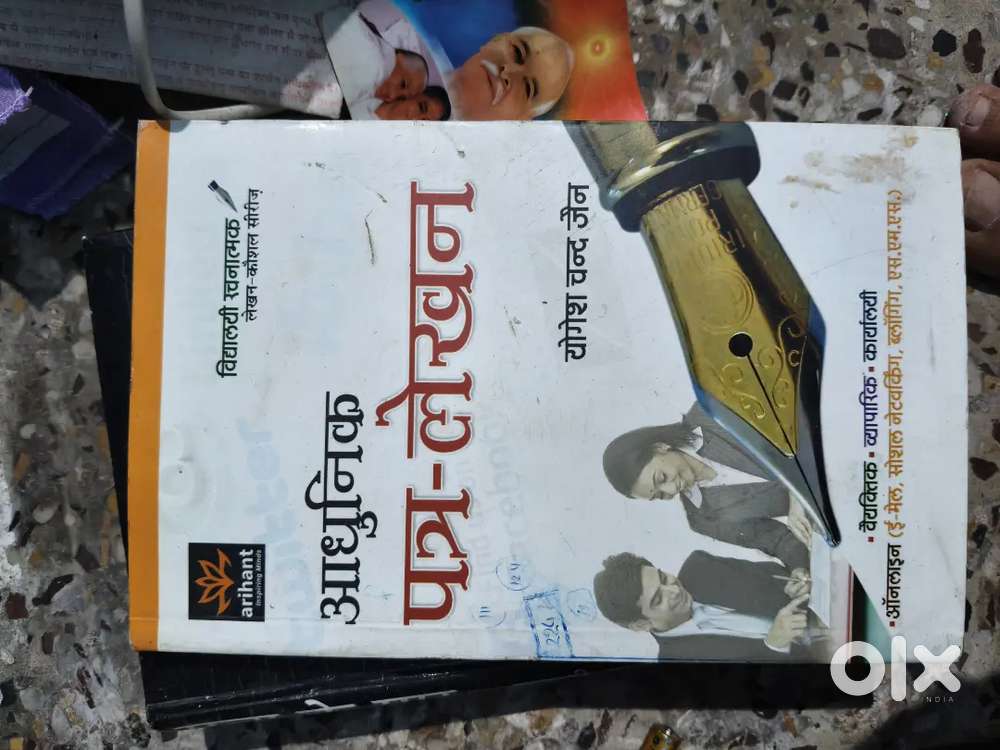 arihant
Inspiring Minds
विद्यालयी रचनात्मक
लेखन-कौशल सीरीज़
आधुनिक
पत्र-लेखन
योगेश चन्द जैन
• वैयक्तिक • व्यापारिक • कार्यालयी
• ऑनलाइन (ई-मेल, सोशल नेटवर्किंग, ब्लॉगिंग, एस.एम.एस.)
olx
INDIA